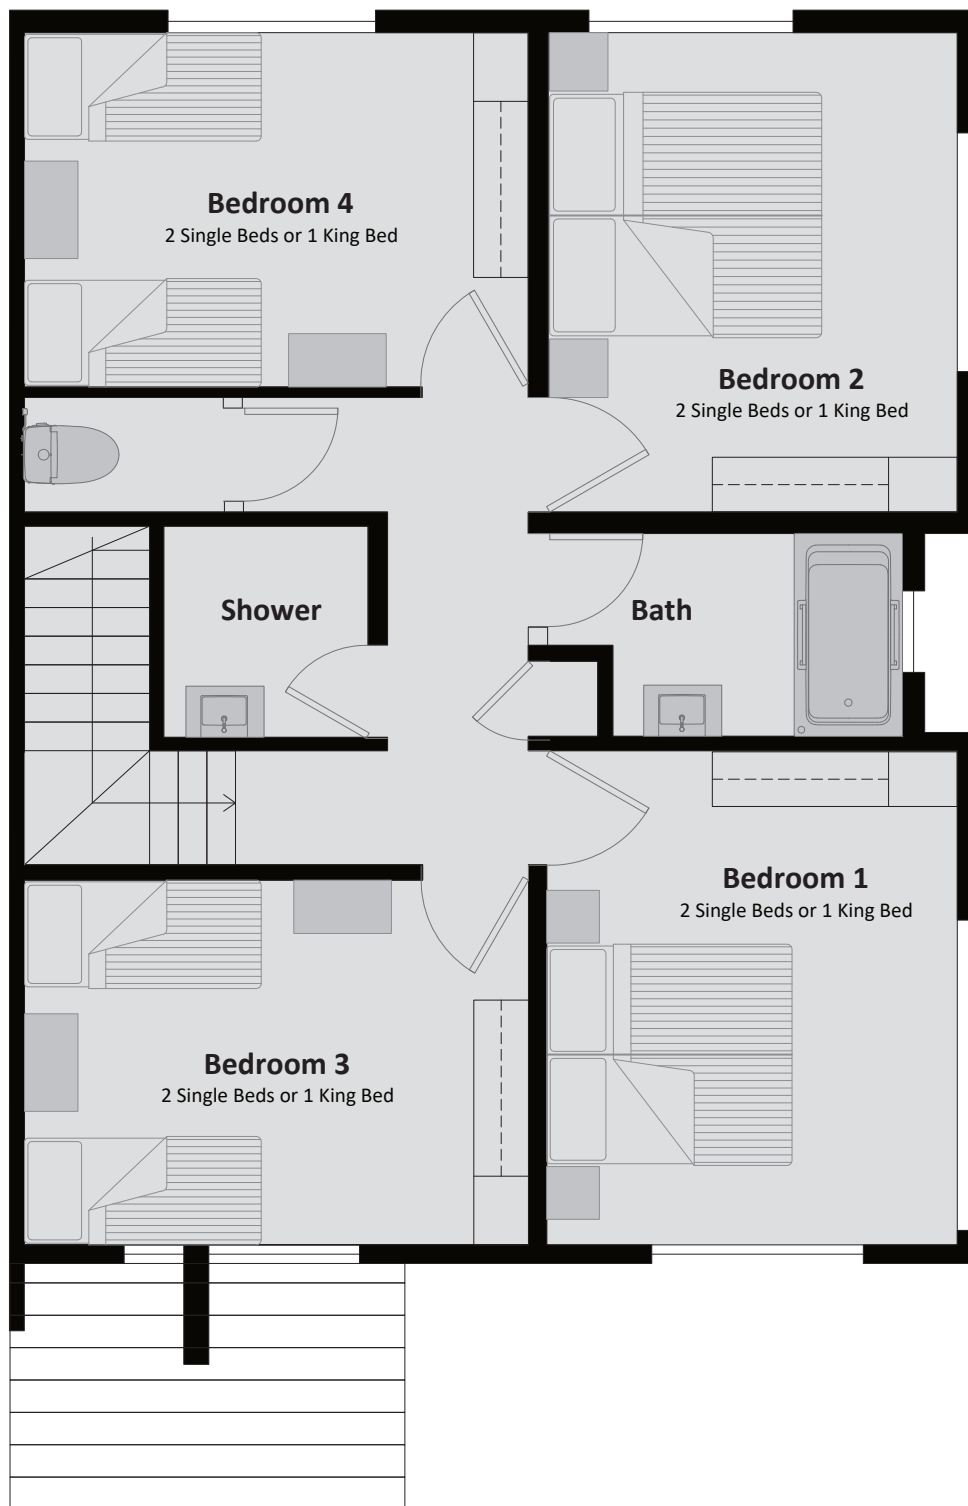 Bedroom 4
2 Single Beds or 1 King Bed
Bedroom 2
2 Single Beds or 1 King Bed
Shower
Bath
Bedroom 1
2 Single Beds or 1 King Bed
Bedroom 3
2 Single Beds or 1 King Bed